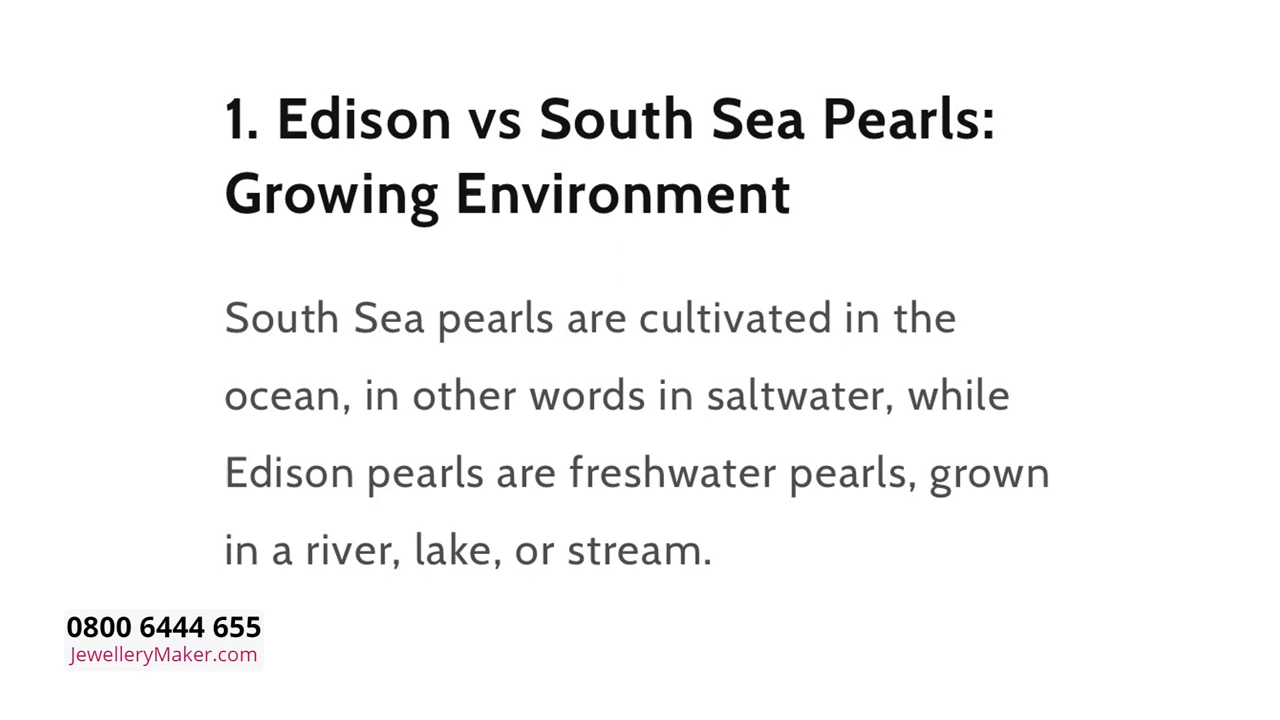 1. Edison vs South Sea Pearls:
Growing Environment
South Sea pearls are cultivated in the
ocean, in other words in saltwater, while
Edison pearls are freshwater pearls, grown
in a river, lake, or stream.
0800 6444 655
JewelleryMaker.com